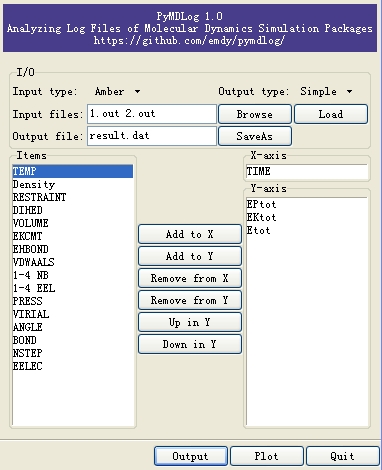 PyMDLog 1.0
Analyzing Log Files of Molecular Dynamics Simulation Packages
https://github.com/emdy/pymdlog/
I/O
Input type: Amber Output type: Simple
Input files: 1.out 2.out Browse Load
Output file: result.dat SaveAs
Items
TEMP
Density
RESTRAINT
DIHED
VOLUME
EKCMT
EHBOND
VDWAALS
1-4 NB
1-4 EEL
PRESS
VIRIAL
ANGLE
BOND
NSTEP
EELEC
Add to X
Add to Y
Remove from X
Remove from Y
Up in Y
Down in Y
X-axis
TIME
Y-axis
EPtot
EKtot
Etot
Output Plot Quit